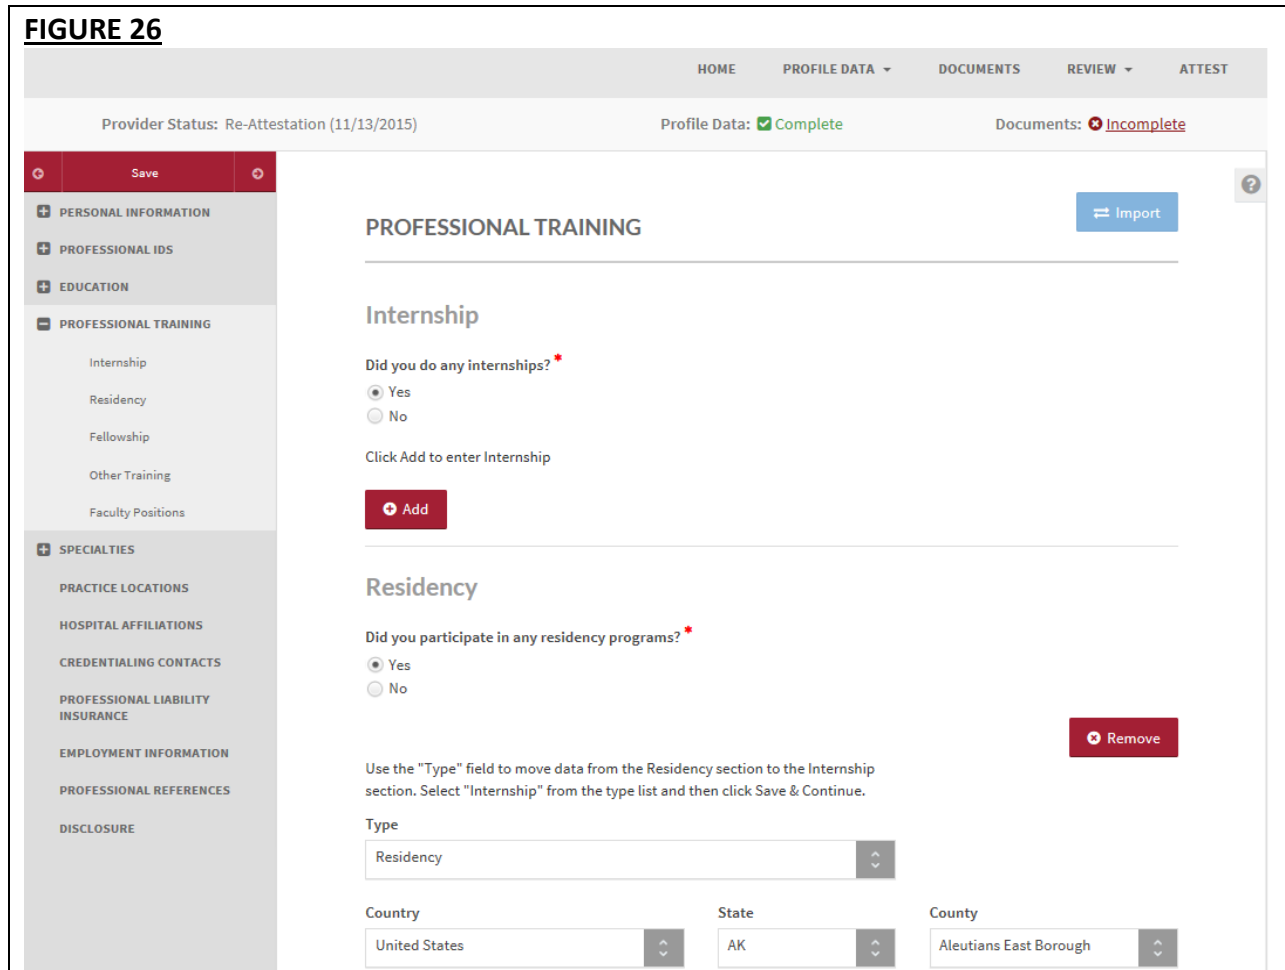 FIGURE 26
HOME PROFILE DATA DOCUMENTS REVIEW ATTEST
Provider Status: Re-Attestation (11/13/2015) Profile Data: Complete Documents: Incomplete
Save
PERSONAL INFORMATION
PROFESSIONAL IDS
EDUCATION
PROFESSIONAL TRAINING
Internship
Residency
Fellowship
Other Training
Faculty Positions
SPECIALTIES
PRACTICE LOCATIONS
HOSPITAL AFFILIATIONS
CREDENTIALING CONTACTS
PROFESSIONAL LIABILITY
INSURANCE
EMPLOYMENT INFORMATION
PROFESSIONAL REFERENCES
DISCLOSURE
?
Import
PROFESSIONAL TRAINING
Internship
Did you do any internships? *
Yes
No
Click Add to enter Internship
Add
Residency
Did you participate in any residency programs? *
Yes
No
Remove
Use the "Type" field to move data from the Residency section to the Internship
section. Select "Internship" from the type list and then click Save & Continue.
Type
Residency
Country State County
United States AK Aleutians East Borough